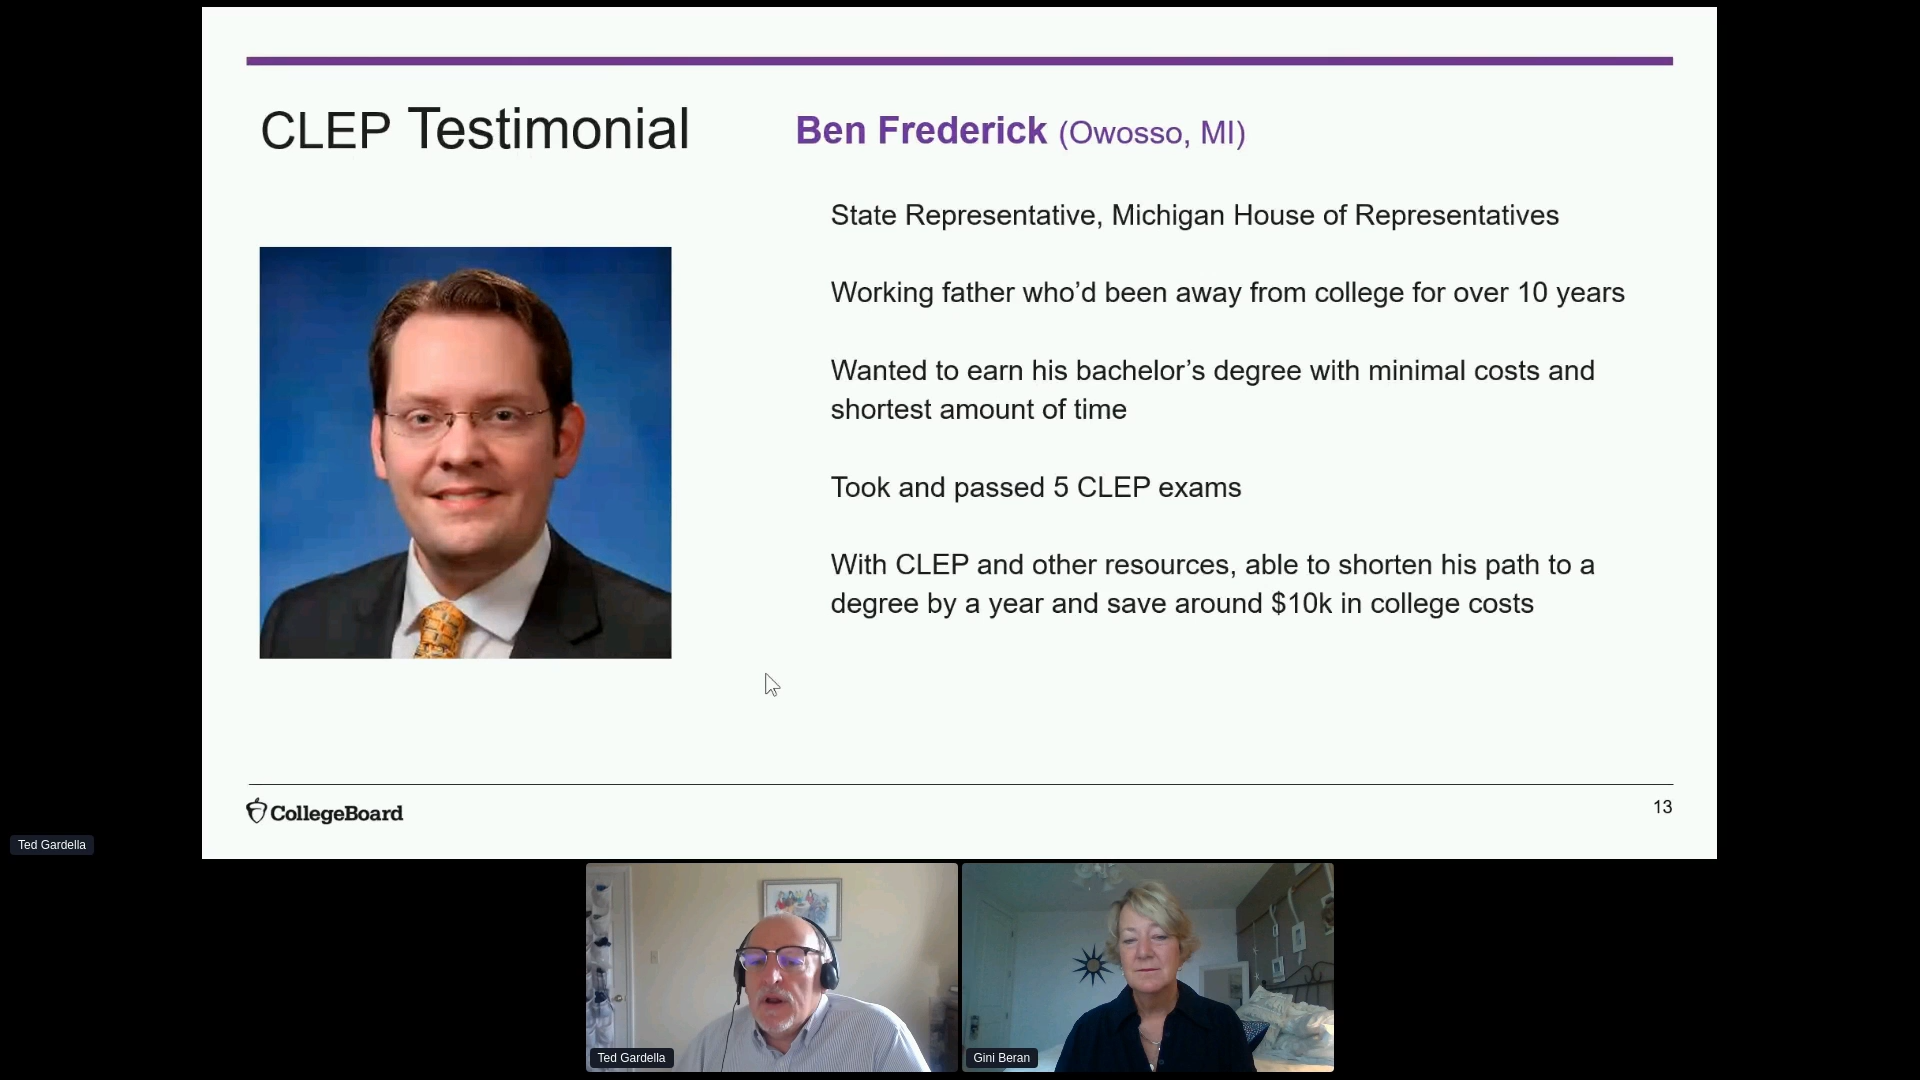 CLEP Testimonial
Ben Frederick (Owosso, MI)
State Representative, Michigan House of Representatives
Working father who’d been away from college for over 10 years
Wanted to earn his bachelor’s degree with minimal costs and
shortest amount of time
Took and passed 5 CLEP exams
With CLEP and other resources, able to shorten his path to a
degree by a year and save around $10k in college costs
CollegeBoard
13
Ted Gardella
Ted Gardella
Gini Beran